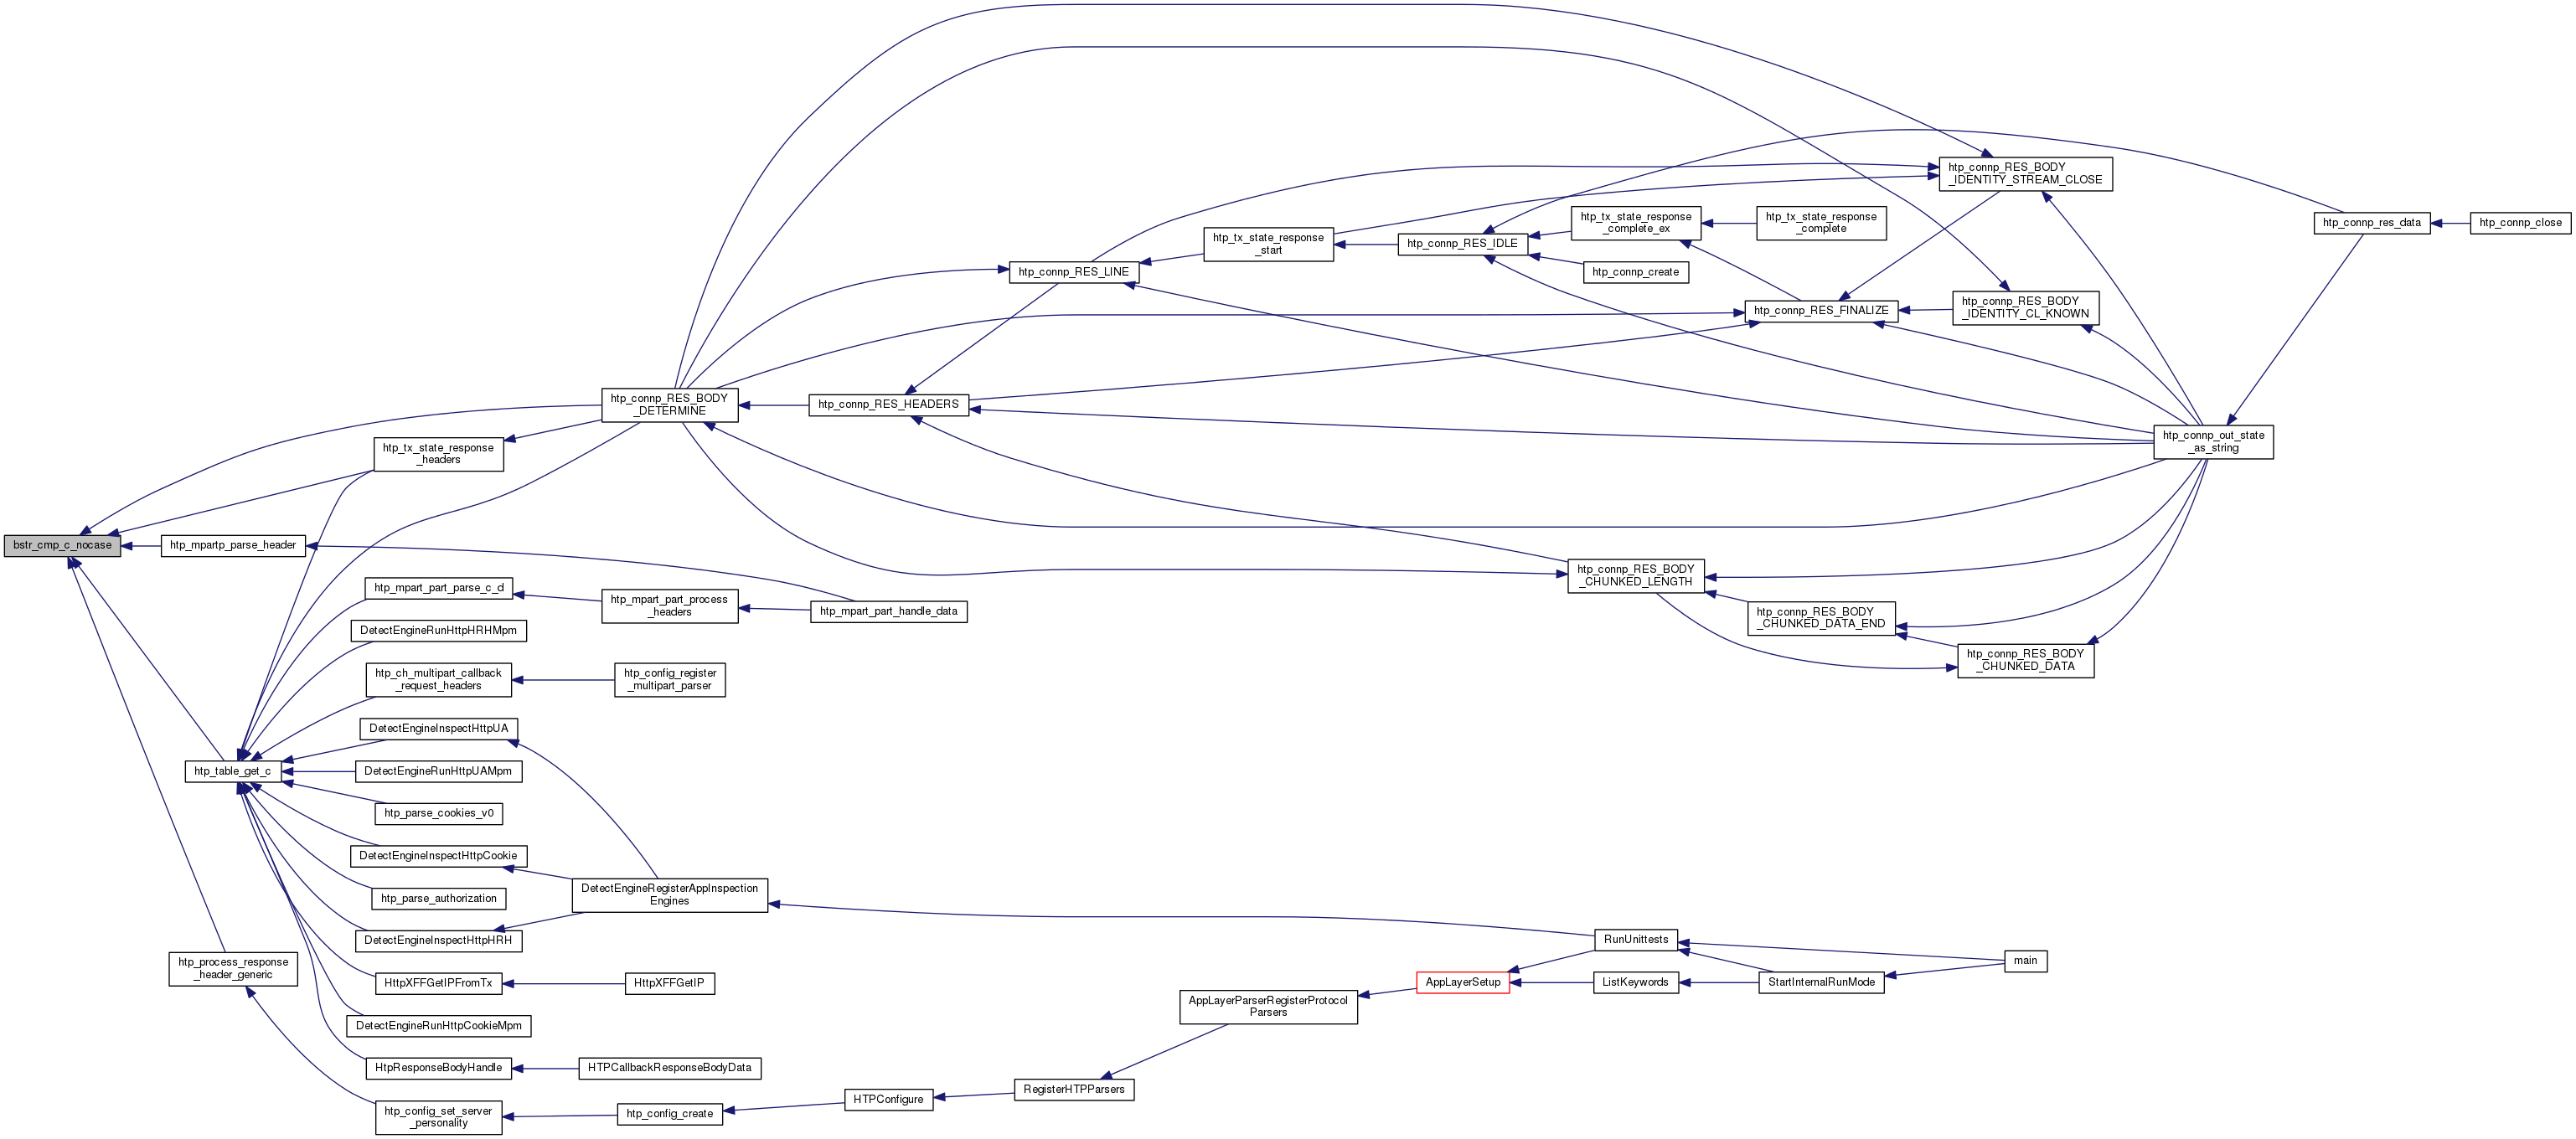 bstr_cmp_c_nocase
htp_connp_RES_BODY
_DETERMINE
htp_tx_state_response
_headers
htp_mpartp_parse_header
htp_table_get_c
htp_process_response
_header_generic
htp_connp_RES_HEADERS
htp_connp_RES_LINE
htp_tx_state_response
_start
htp_connp_RES_IDLE
htp_tx_state_response
_complete_ex
htp_tx_state_response
_complete
htp_connp_create
htp_connp_RES_FINALIZE
htp_connp_RES_BODY
_IDENTITY_STREAM_CLOSE
htp_connp_RES_BODY
_IDENTITY_CL_KNOWN
htp_connp_out_state
_as_string
htp_connp_res_data
htp_connp_close
htp_connp_RES_BODY
_CHUNKED_LENGTH
htp_connp_RES_BODY
_CHUNKED_DATA_END
htp_connp_RES_BODY
_CHUNKED_DATA
htp_mpart_part_parse_c_d
htp_mpart_part_process
_headers
htp_mpart_part_handle_data
DetectEngineRunHttpHRHMpm
htp_ch_multipart_callback
_request_headers
htp_config_register
_multipart_parser
DetectEngineInspectHttpUA
DetectEngineRunHttpUAMpm
htp_parse_cookies_v0
DetectEngineInspectHttpCookie
htp_parse_authorization
DetectEngineInspectHttpHRH
DetectEngineRegisterAppInspection
Engines
HttpXFFGetIPFromTx
HttpXFFGetIP
DetectEngineRunHttpCookieMpm
HtpResponseBodyHandle
HTPCallbackResponseBodyData
htp_config_set_server
_personality
htp_config_create
HTPConfigure
RegisterHTPParsers
AppLayerParserRegisterProtocol
Parsers
AppLayerSetup
RunUnittests
ListKeywords
StartInternalRunMode
main